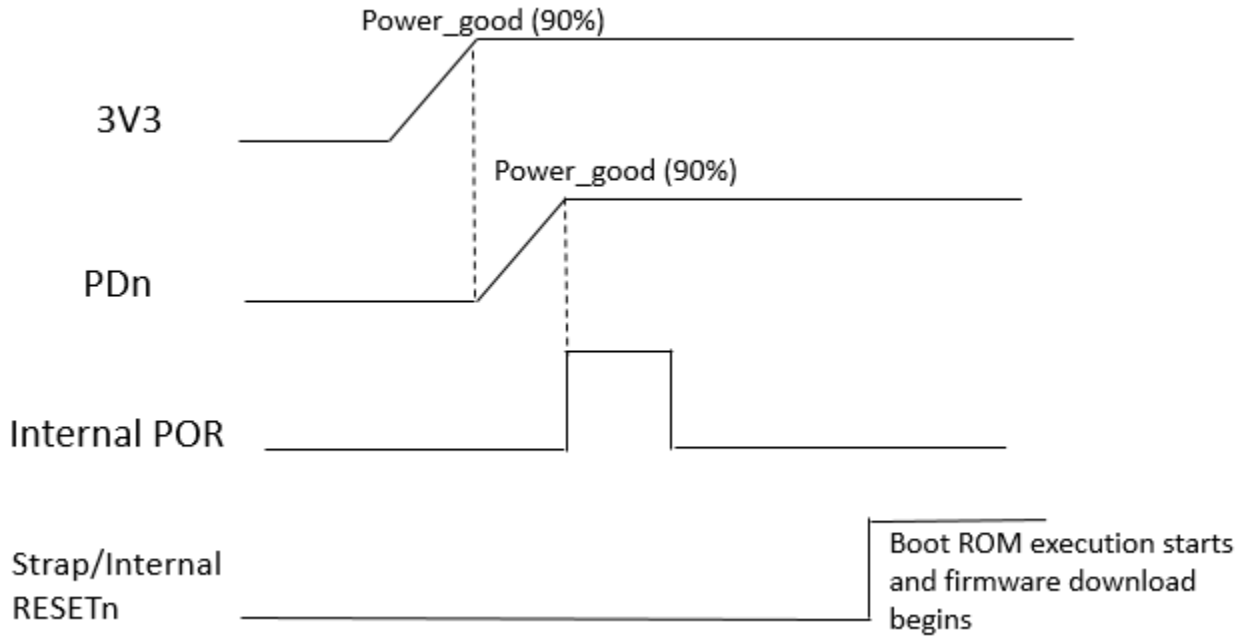 Power_good (90%)
3V3
Power_good (90%)
PDn
Internal POR
Strap/Internal
RESETn
Boot ROM execution starts
and firmware download
begins